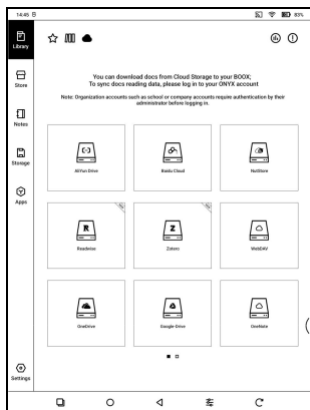 14:45
83%
Library
Store
Notes
Storage
Apps
Settings
You can download docs from Cloud Storage to your BOOX;
To sync docs reading data, please log in to your ONYX account
Note: Organization accounts such as school or company accounts require authentication by their
administrator before logging in.
AliYun Drive
Baidu Cloud
NutStore
Readwise
Zotero
WebDAV
OneDrive
Google Drive
OneNote